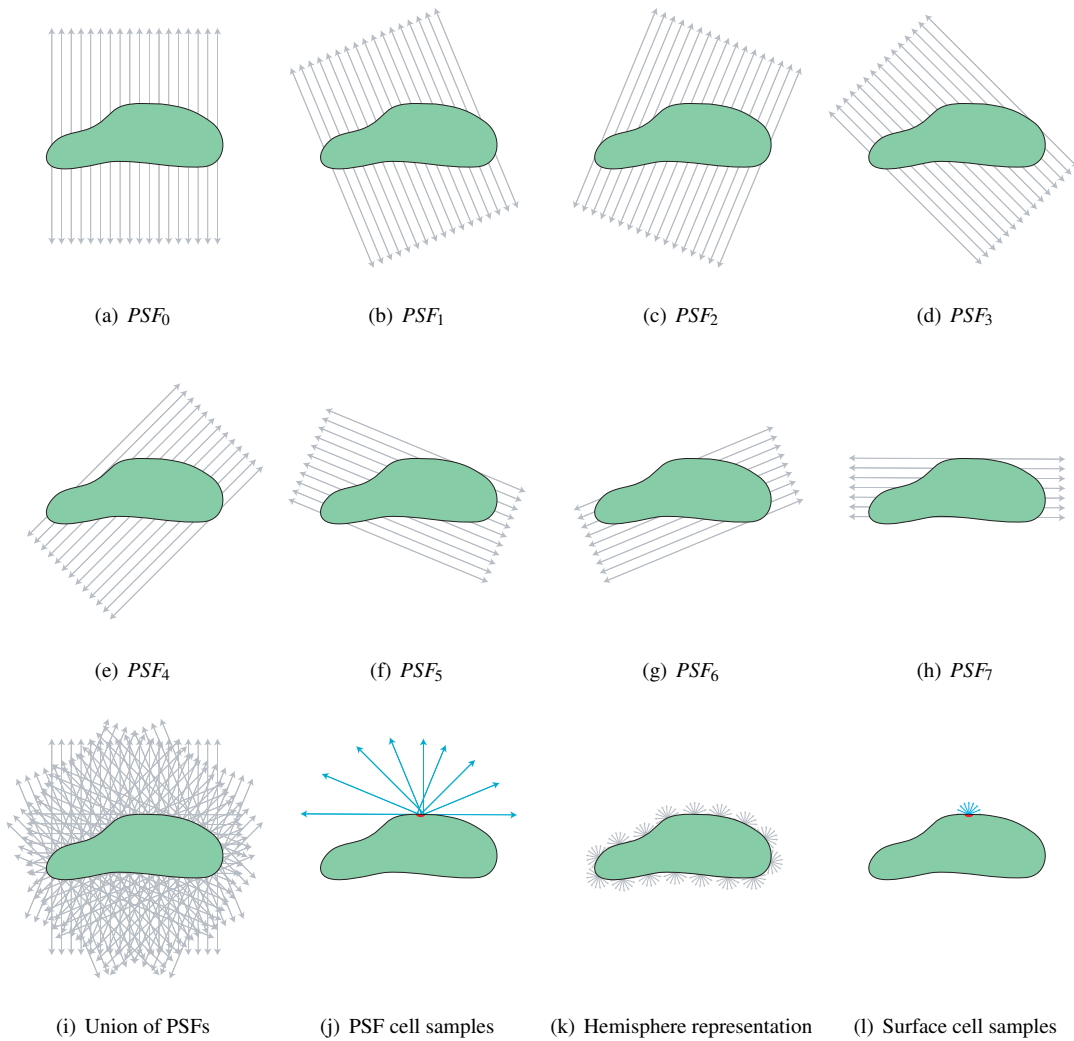 (a) PSF0
(b) PSF1
(c) PSF2
(d) PSF3
(e) PSF4
(f) PSF5
(g) PSF6
(h) PSF7
(i) Union of PSFs
(j) PSF cell samples
(k) Hemisphere representation
(l) Surface cell samples